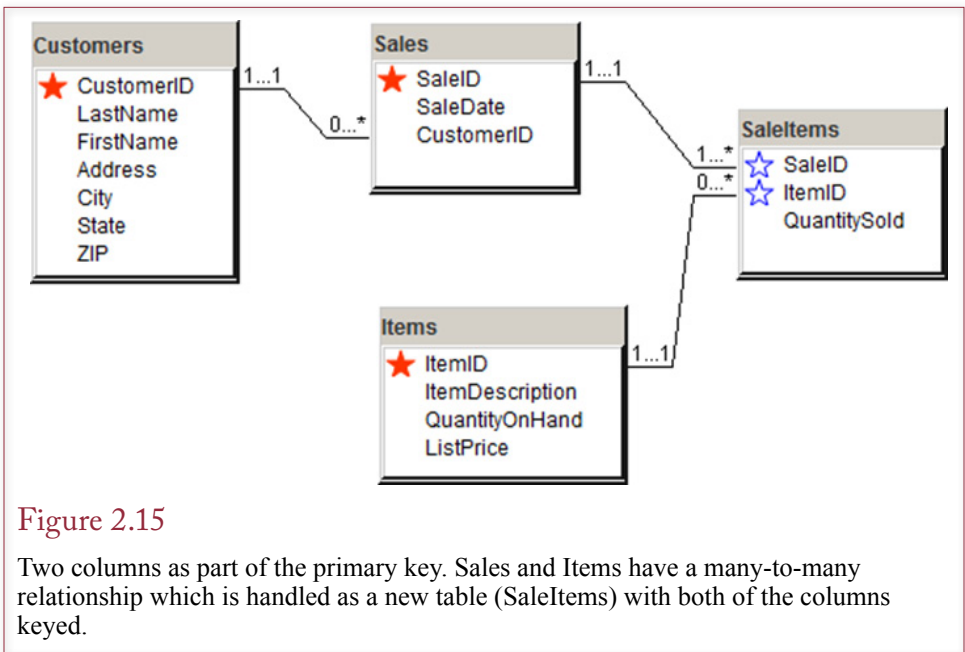 Customers
CustomerID
LastName
FirstName
Address
City
State
ZIP
1...1
0...*
Sales
SaleID
SaleDate
CustomerID
1...1
1...*
0...*
SaleItems
SaleID
ItemID
QuantitySold
Items
ItemID
ItemDescription
QuantityOnHand
ListPrice
1...1
Figure 2.15
Two columns as part of the primary key. Sales and Items have a many-to-many
relationship which is handled as a new table (SaleItems) with both of the columns
keyed.